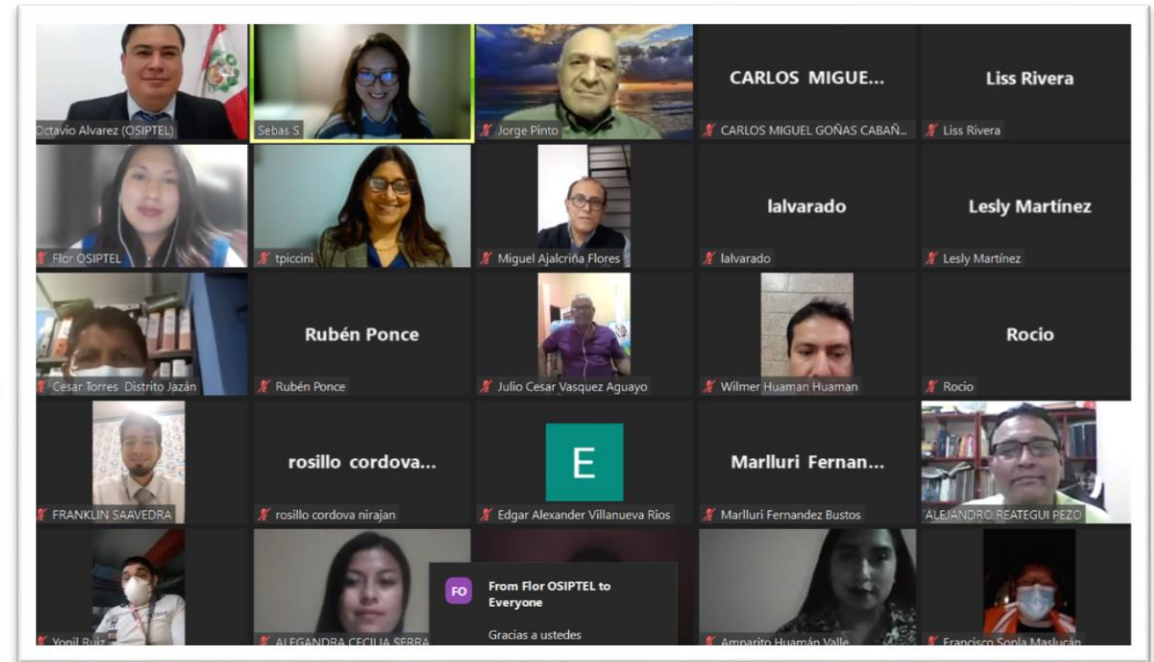 Octavio Alvarez (OSIPTEL)
Sebas S
Jorge Pinto
CARLOS MIGUE...
CARLOS MIGUEL GOÑAS CABAÑ...
Liss Rivera
Liss Rivera
Flor OSIPTEL
tpiccini
Miguel Ajalcriña Flores
lalvarado
lalvarado
Lesly Martínez
Lesly Martínez
Cesar Torres Distrito Jazán
Rubén Ponce
Rubén Ponce
Julio Cesar Vasquez Aguayo
Wilmer Huaman Huaman
Rocio
Rocio
FRANKLIN SAAVEDRA
rosillo cordova...
rosillo cordova nirajan
E
Edgar Alexander Villanueva Rios
Marlluri Fernan...
Marlluri Fernandez Bustos
ALEJANDRO REATEGUI PEZO
Yonil Ruiz
ALEGANDRA CECILIA SERRA
FO
From Flor OSIPTEL to
Everyone
Gracias a ustedes
Amparito Huamán Valle
Francisco Sopla Maslucán